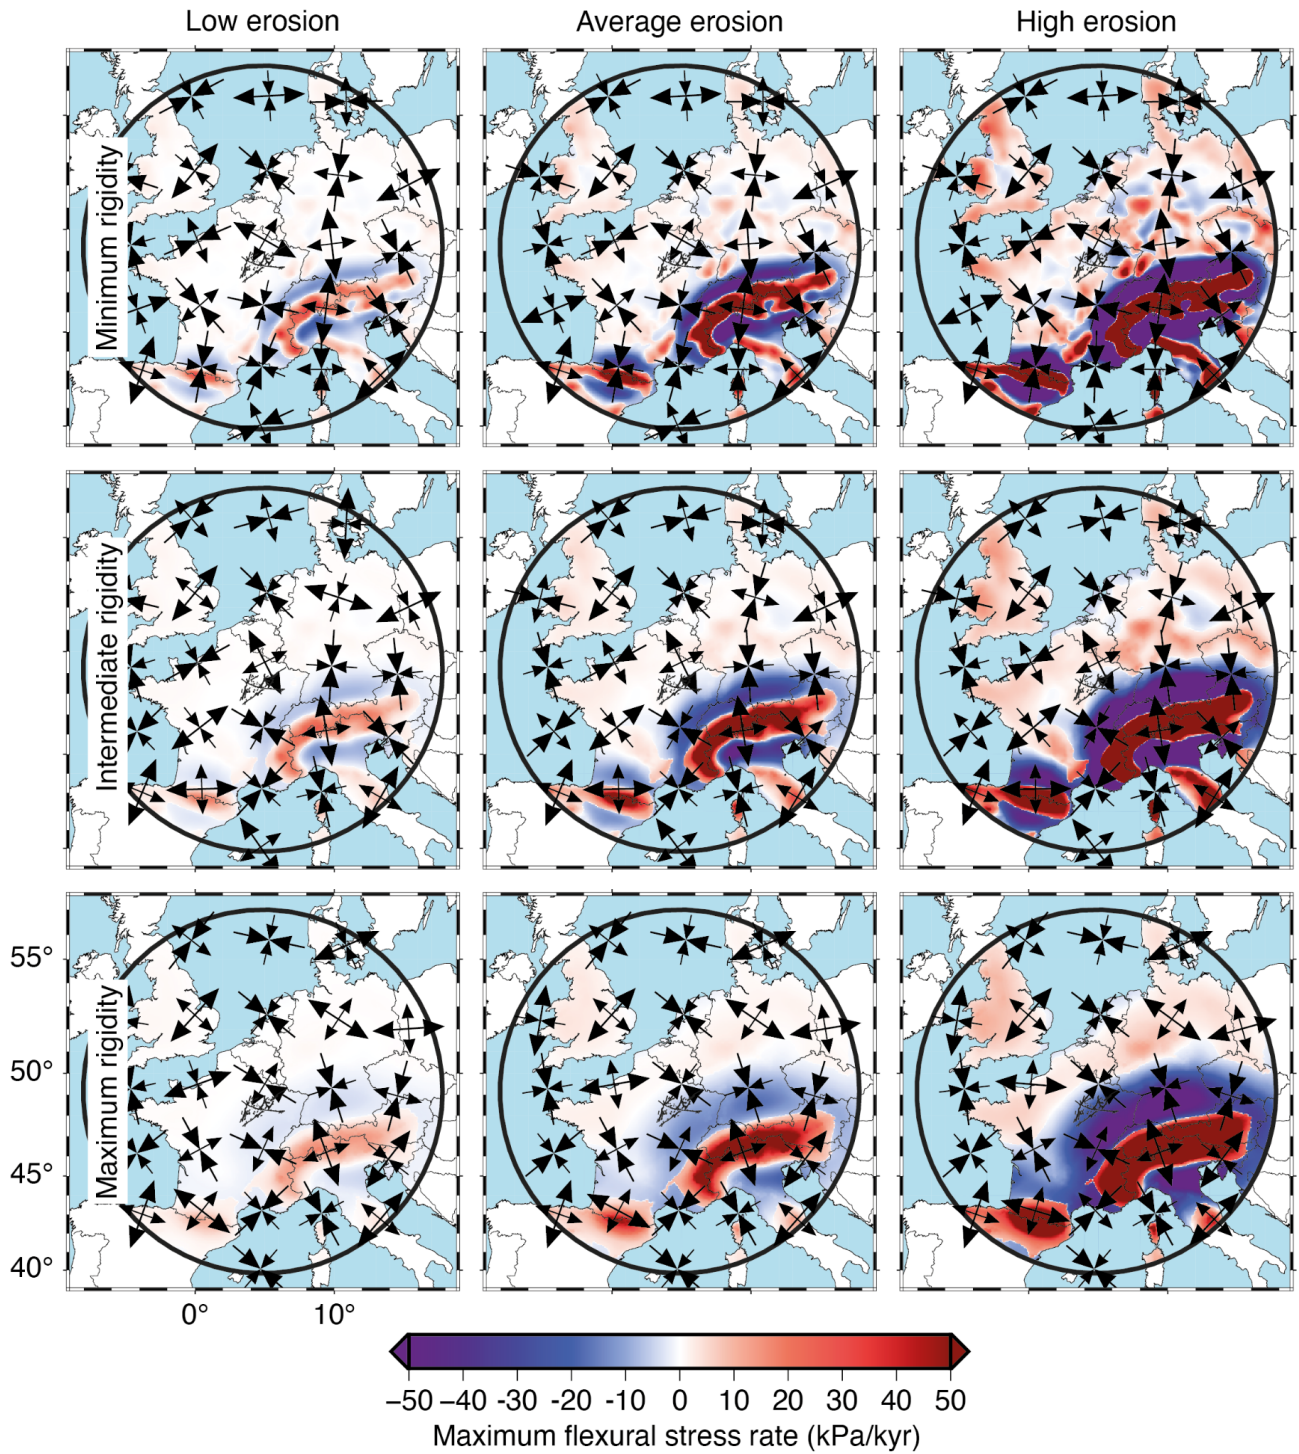 Low erosion
Average erosion
High erosion
Minimum rigidity
Intermediate rigidity
Maximum rigidity
55°
50°
45°
40°
0°
10°
−50 −40 -30 -20 -10 0 10 20 30 40 50
Maximum flexural stress rate (kPa/kyr)